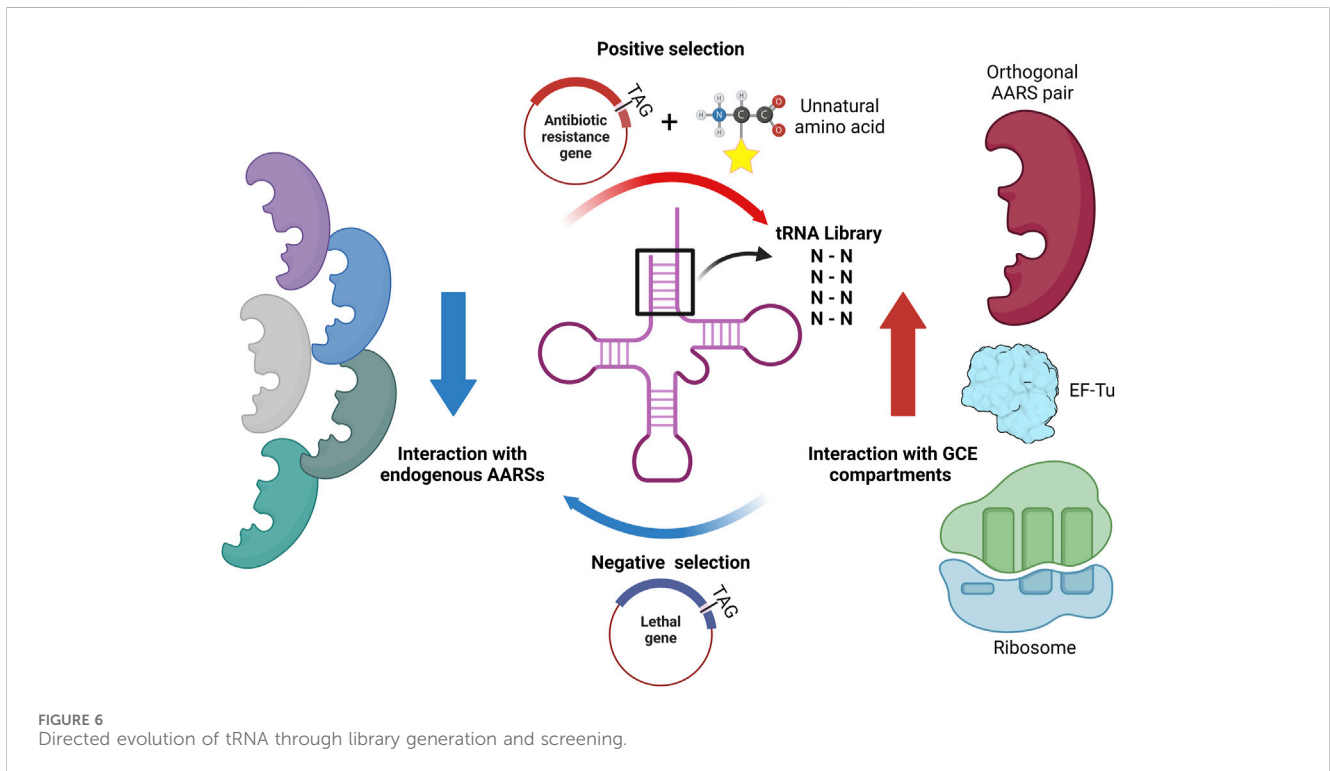 Positive selection
TAG
Antibiotic
resistance
gene
+
H
H
N
H
H
C
C
O
O
Unnatural
amino acid
Orthogonal
AARS pair
tRNA Library
N - N
N - N
N - N
N - N
EF-Tu
Interaction with
endogenous AARSs
Interaction with GCE
compartments
Negative selection
TAG
Lethal
gene
Ribosome
FIGURE 6
Directed evolution of tRNA through library generation and screening.